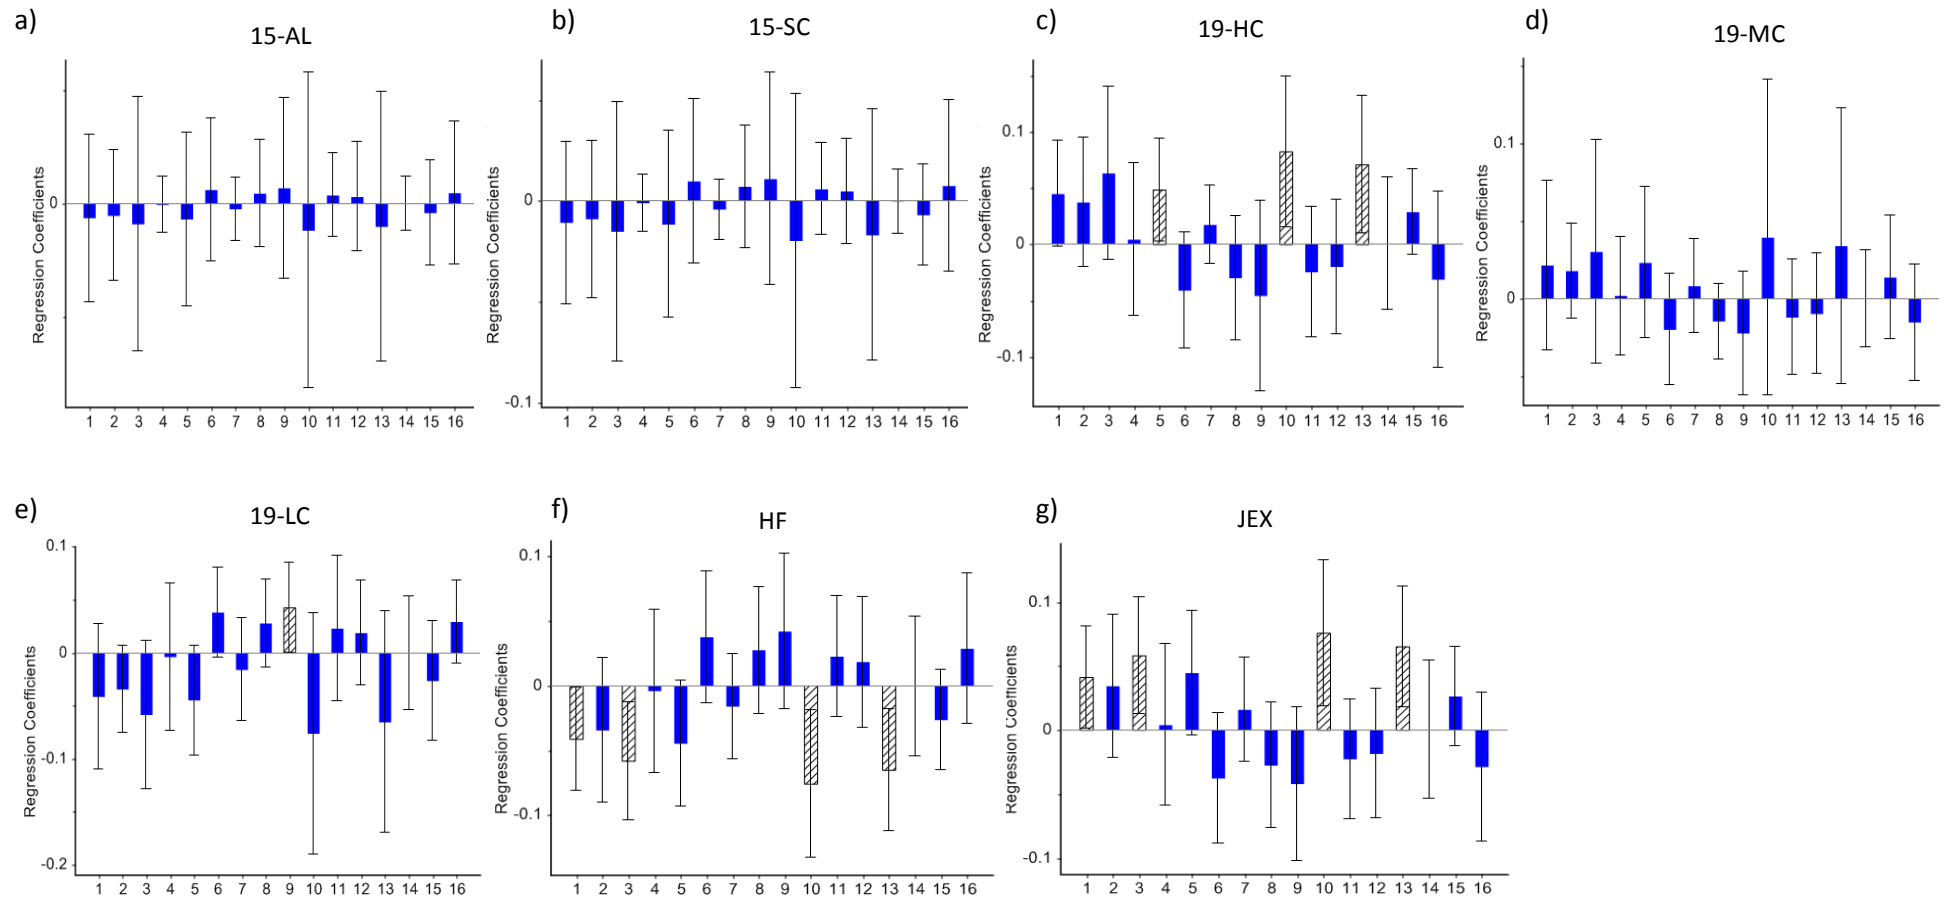 a)
15-AL
Regression Coefficients
0
1 2 3 4 5 6 7 8 9 10 11 12 13 14 15 16
b)
15-SC
Regression Coefficients
0
-0.1
1 2 3 4 5 6 7 8 9 10 11 12 13 14 15 16
c)
19-HC
Regression Coefficients
0.1
0
-0.1
1 2 3 4 5 6 7 8 9 10 11 12 13 14 15 16
d)
19-MC
Regression Coefficients
0.1
0
1 2 3 4 5 6 7 8 9 10 11 12 13 14 15 16
e)
19-LC
Regression Coefficients
0.1
0
-0.1
-0.2
1 2 3 4 5 6 7 8 9 10 11 12 13 14 15 16
f)
HF
Regression Coefficients
0.1
0
-0.1
1 2 3 4 5 6 7 8 9 10 11 12 13 14 15 16
g)
JEX
Regression Coefficients
0.1
0
-0.1
1 2 3 4 5 6 7 8 9 10 11 12 13 14 15 16